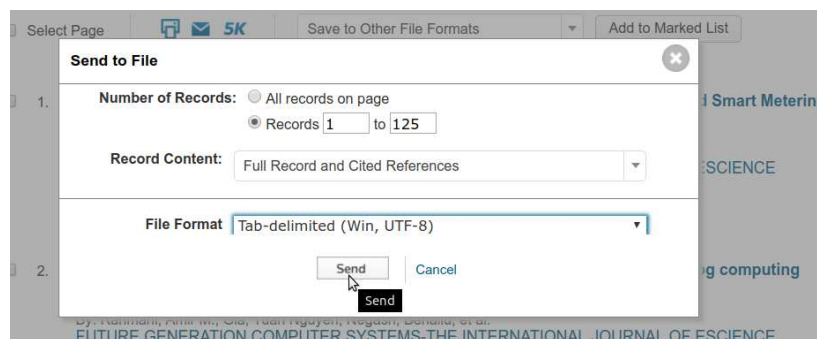 Select Page 5K Save to Other File Formats Add to Marked List
Send to File
Number of Records: All records on page
Records 1 to 125
1. Smart Meterin
Record Content: Full Record and Cited References
ESCIENCE
File Format Tab-delimited (Win, UTF-8)
Send Cancel
2. g computing
Send
FUTURE GENERATION COMPUTER SYSTEMS-THE INTERNATIONAL JOURNAL OF ESCIENCE